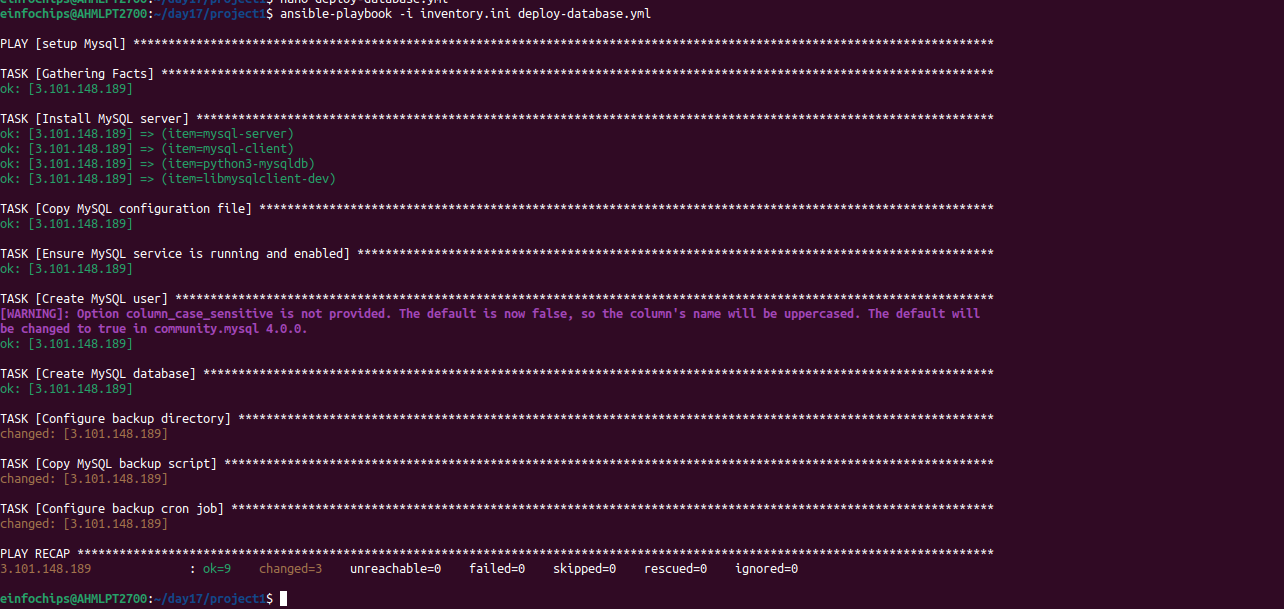 einfochips@AHMLPT2700:~/day17/project1$ nano deploy-database.yml
einfochips@AHMLPT2700:~/day17/project1$ ansible-playbook -i inventory.ini deploy-database.yml
PLAY [setup Mysql] ***************************************************************************************************************************
TASK [Gathering Facts] ***********************************************************************************************************************
ok: [3.101.148.189]
TASK [Install MySQL server] ******************************************************************************************************************
ok: [3.101.148.189] => (item=mysql-server)
ok: [3.101.148.189] => (item=mysql-client)
ok: [3.101.148.189] => (item=python3-mysqldb)
ok: [3.101.148.189] => (item=libmysqlclient-dev)
TASK [Copy MySQL configuration file] *********************************************************************************************************
ok: [3.101.148.189]
TASK [Ensure MySQL service is running and enabled] *******************************************************************************************
ok: [3.101.148.189]
TASK [Create MySQL user] *********************************************************************************************************************
[WARNING]: Option column_case_sensitive is not provided. The default is now false, so the column's name will be uppercased. The default will
be changed to true in community.mysql 4.0.0.
ok: [3.101.148.189]
TASK [Create MySQL database] *****************************************************************************************************************
ok: [3.101.148.189]
TASK [Configure backup directory] ************************************************************************************************************
changed: [3.101.148.189]
TASK [Copy MySQL backup script] **************************************************************************************************************
changed: [3.101.148.189]
TASK [Configure backup cron job] *************************************************************************************************************
changed: [3.101.148.189]
PLAY RECAP ***********************************************************************************************************************************
3.101.148.189              : ok=9    changed=3    unreachable=0    failed=0    skipped=0    rescued=0    ignored=0
einfochips@AHMLPT2700:~/day17/project1$